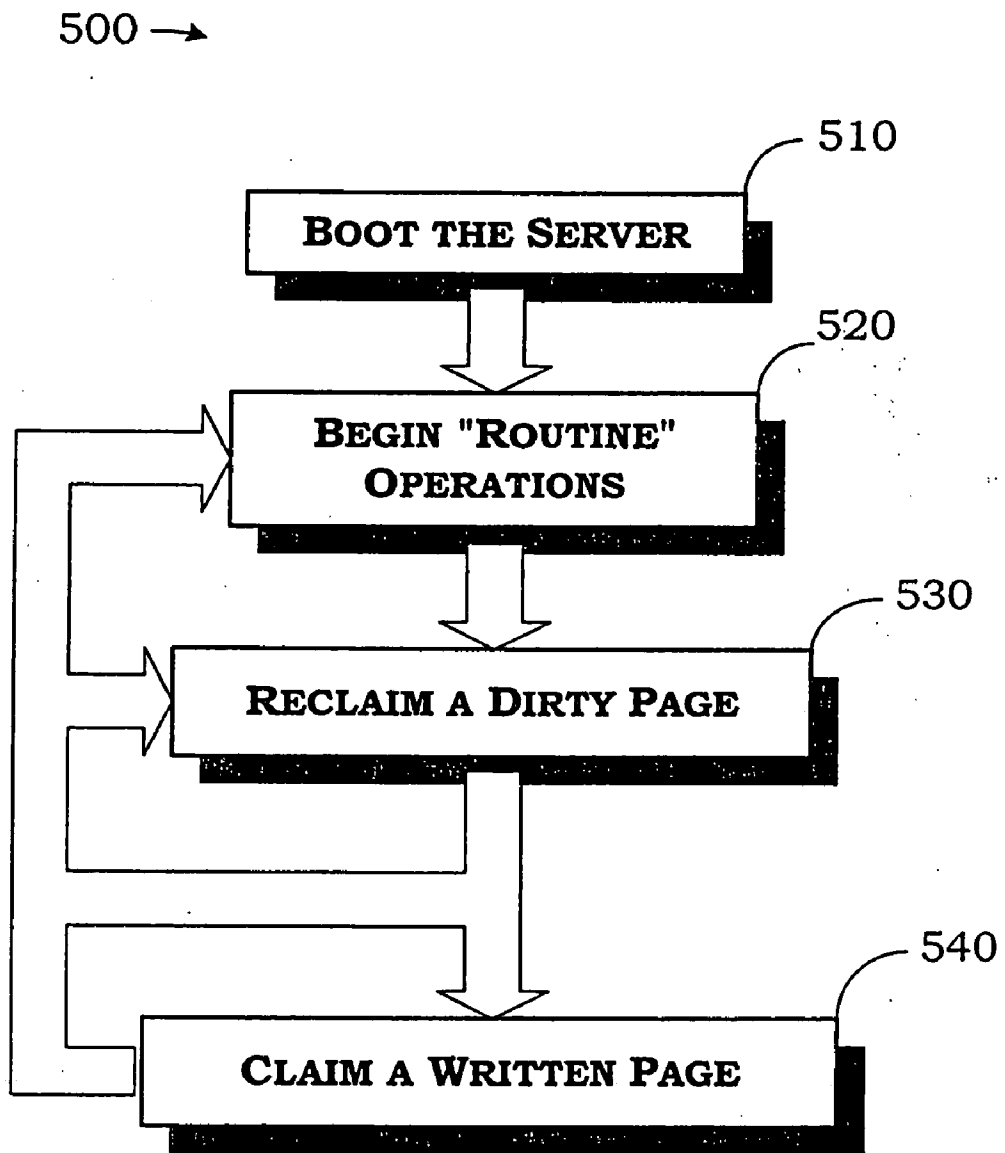 500
510
BOOT THE SERVER
520
BEGIN "ROUTINE"
OPERATIONS
530
RECLAIM A DIRTY PAGE
540
CLAIM A WRITTEN PAGE